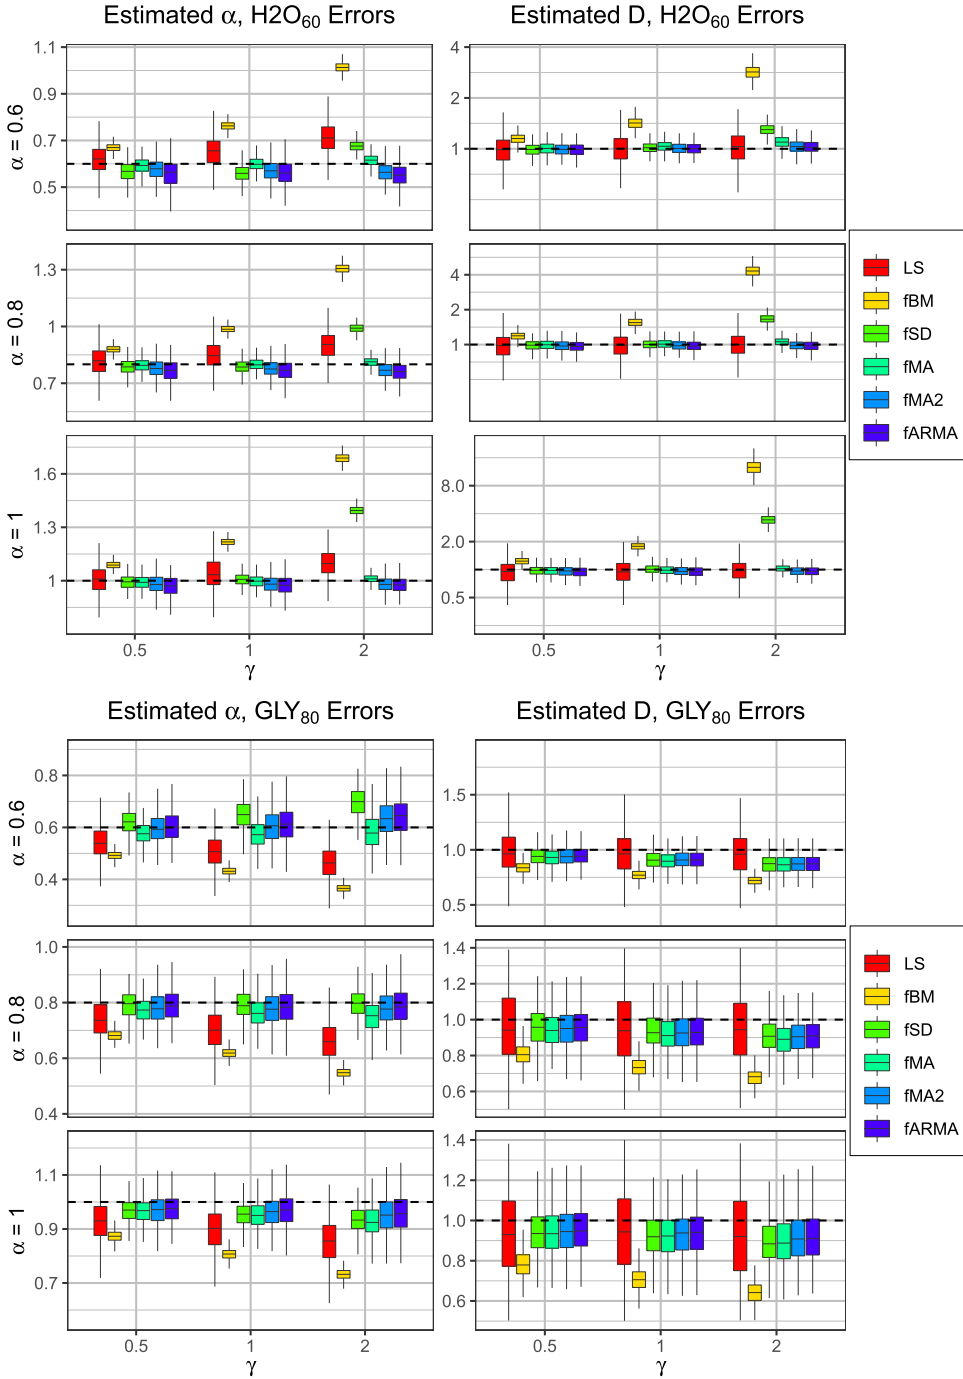 Estimated α, H2O₆₀ Errors
Estimated D, H2O₆₀ Errors
α = 0.6
1.1
0.9
0.7
0.5
4
2
1
α = 0.8
1.3
1
0.7
4
2
1
α = 1
1.6
1.3
1
8.0
2.0
0.5
0.5
1
2
γ
0.5
1
2
γ
LS
fBM
fSD
fMA
fMA2
fARMA
Estimated α, GLY₈₀ Errors
Estimated D, GLY₈₀ Errors
α = 0.6
0.8
0.6
0.4
1.5
1.0
0.5
α = 0.8
1.0
0.8
0.6
0.4
1.4
1.2
1.0
0.8
0.6
α = 1
1.1
0.9
0.7
1.4
1.2
1.0
0.8
0.6
0.5
1
2
γ
0.5
1
2
γ
LS
fBM
fSD
fMA
fMA2
fARMA